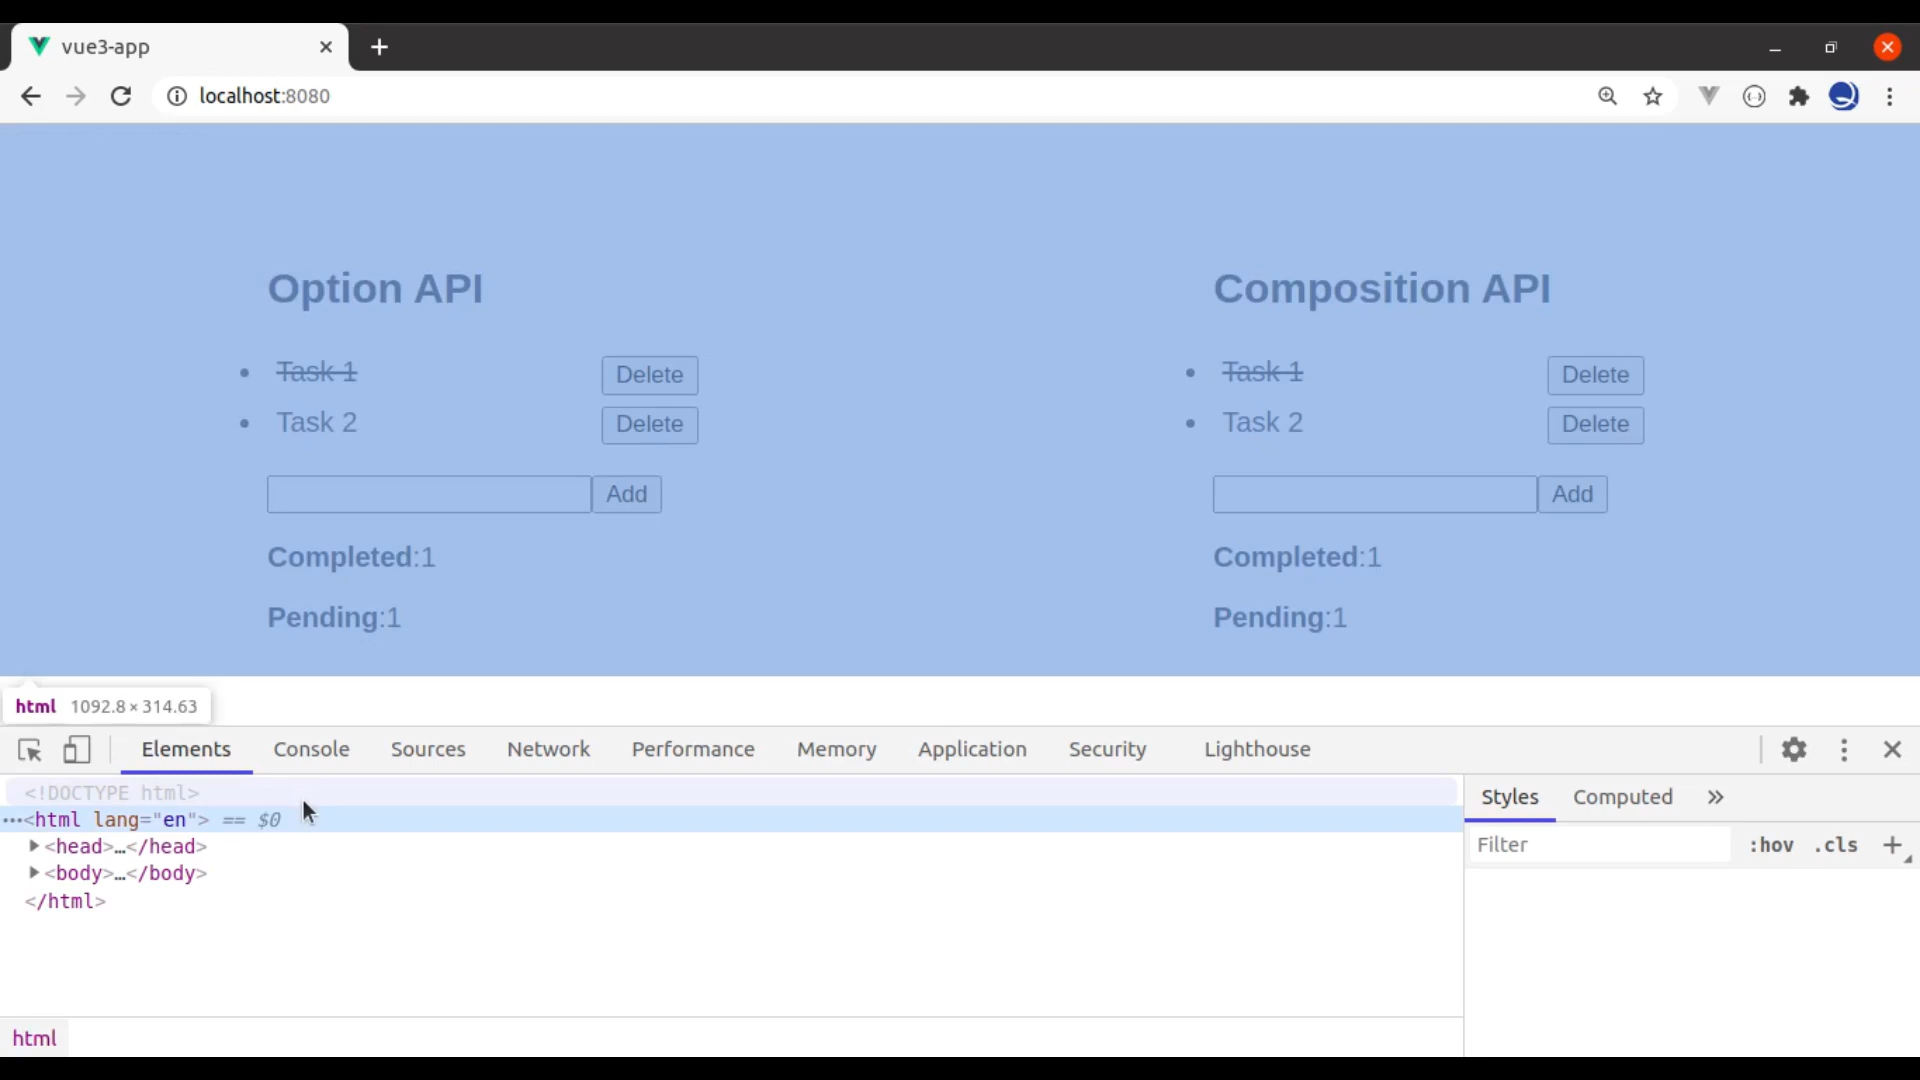 vue3-app
localhost:8080
Option API
Task 1 Delete
Task 2 Delete
Add
Completed:1
Pending:1
Composition API
Task 1 Delete
Task 2 Delete
Add
Completed:1
Pending:1
html 1092.8 × 314.63
Elements Console Sources Network Performance Memory Application Security Lighthouse
<!DOCTYPE html>
…<html lang="en"> == $0
<head>…</head>
<body>…</body>
</html>
html
Styles Computed »
Filter :hov .cls +